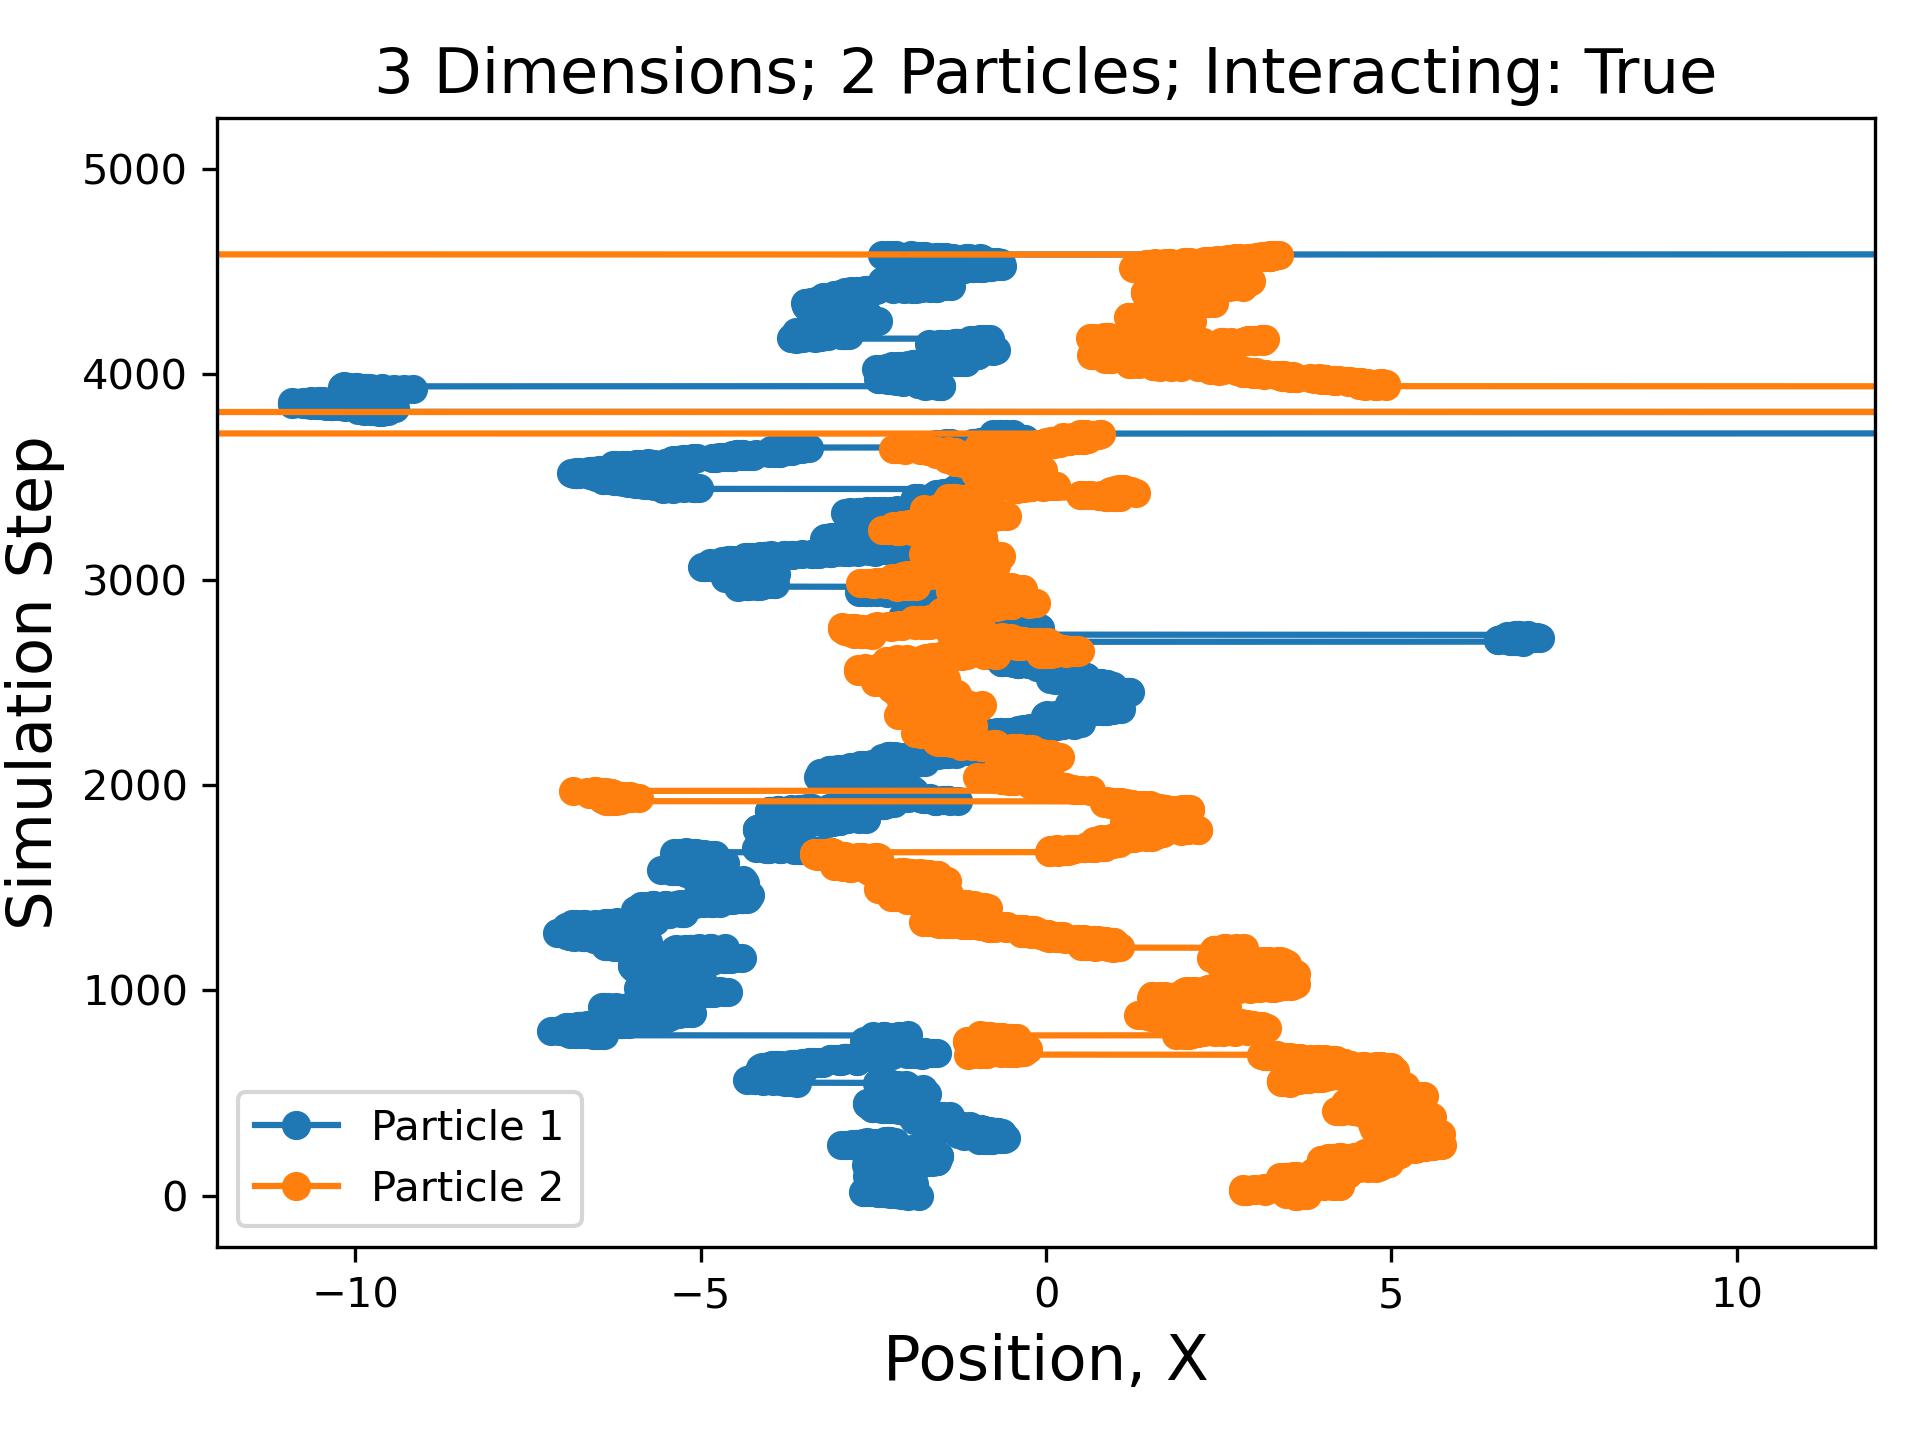 3 Dimensions; 2 Particles; Interacting: True
Simulation Step
5000
4000
3000
2000
1000
0
Particle 1
Particle 2
−10
−5
0
5
10
Position, X